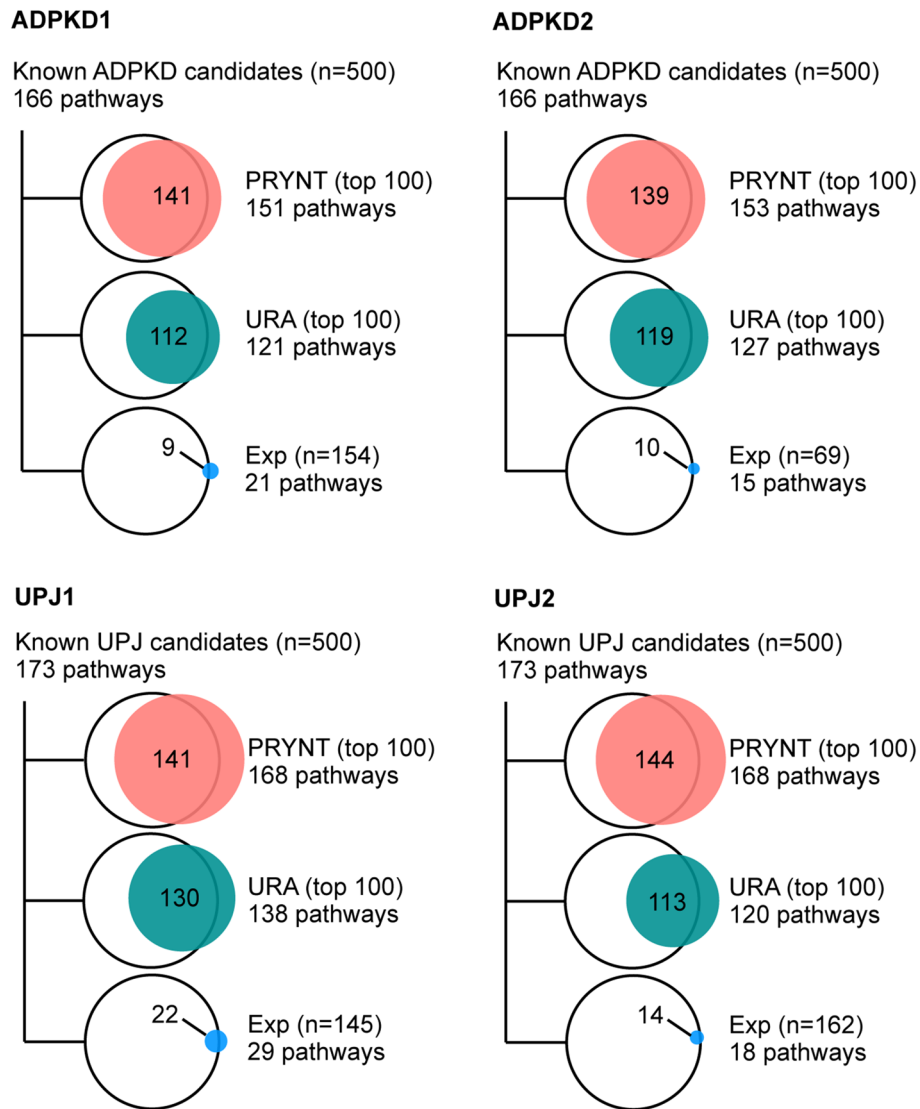 ADPKD1
Known ADPKD candidates (n=500)
166 pathways
141
PRYNT (top 100)
151 pathways
112
URA (top 100)
121 pathways
9
Exp (n=154)
21 pathways
ADPKD2
Known ADPKD candidates (n=500)
166 pathways
139
PRYNT (top 100)
153 pathways
119
URA (top 100)
127 pathways
10
Exp (n=69)
15 pathways
UPJ1
Known UPJ candidates (n=500)
173 pathways
141
PRYNT (top 100)
168 pathways
130
URA (top 100)
138 pathways
22
Exp (n=145)
29 pathways
UPJ2
Known UPJ candidates (n=500)
173 pathways
144
PRYNT (top 100)
168 pathways
113
URA (top 100)
120 pathways
14
Exp (n=162)
18 pathways